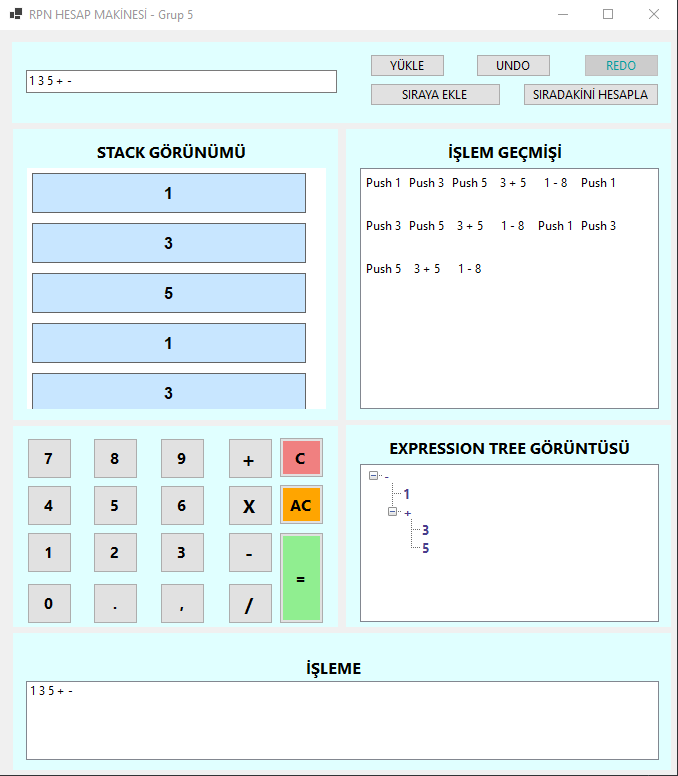 RPN HESAP MAKİNESİ - Grup 5
1 3 5 + -
YÜKLE UNDO REDO
SIRAYA EKLE SIRADAKİNİ HESAPLA
STACK GÖRÜNÜMÜ
1
3
5
1
3
İŞLEM GEÇMİŞİ
Push 1 Push 3 Push 5 3 + 5 1 - 8 Push 1
Push 3 Push 5 3 + 5 1 - 8 Push 1 Push 3
Push 5 3 + 5 1 - 8
7 8 9 + C
4 5 6 X AC
1 2 3 - =
0 . , /
EXPRESSION TREE GÖRÜNTÜSÜ
-
1
+
3
5
İŞLEME
1 3 5 + -